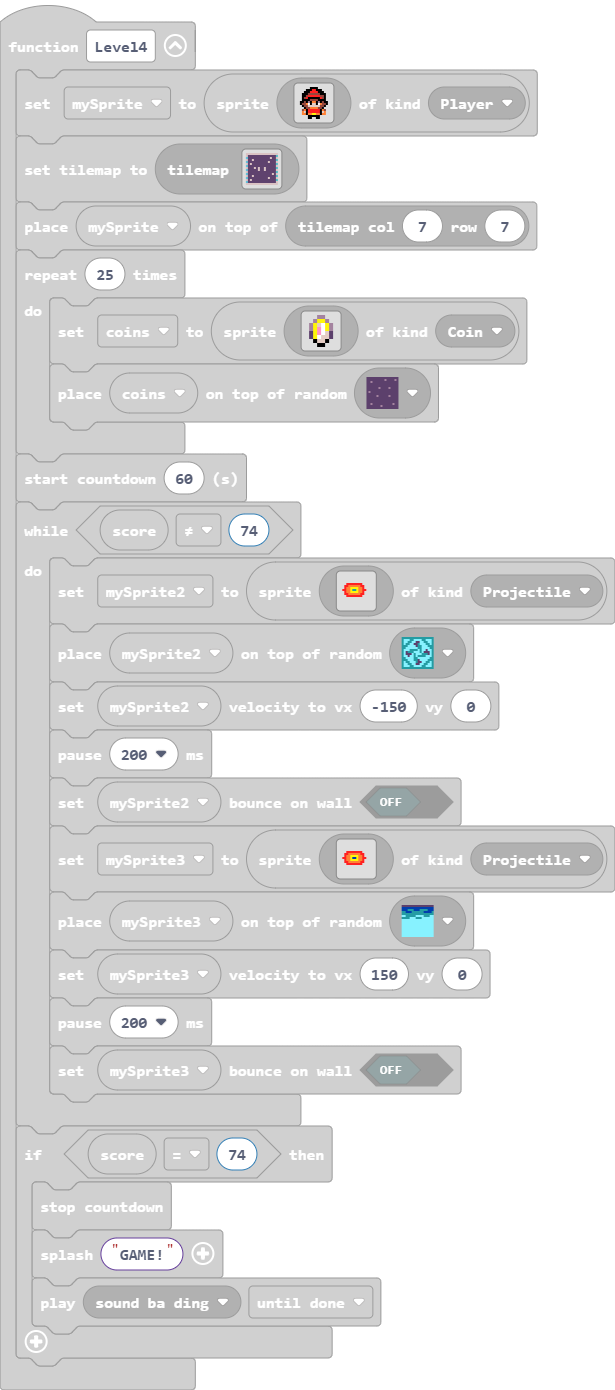 function Level4
set mySprite to sprite of kind Player
set tilemap to tilemap
place mySprite on top of tilemap col 7 row 7
repeat 25 times
do
set coins to sprite of kind Coin
place coins on top of random
start countdown 60 (s)
while score ≠ 74
do
set mySprite2 to sprite of kind Projectile
place mySprite2 on top of random
set mySprite2 velocity to vx -150 vy 0
pause 200 ms
set mySprite2 bounce on wall OFF
set mySprite3 to sprite of kind Projectile
place mySprite3 on top of random
set mySprite3 velocity to vx 150 vy 0
pause 200 ms
set mySprite3 bounce on wall OFF
if score = 74 then
stop countdown
splash "GAME!"
play sound ba ding until done